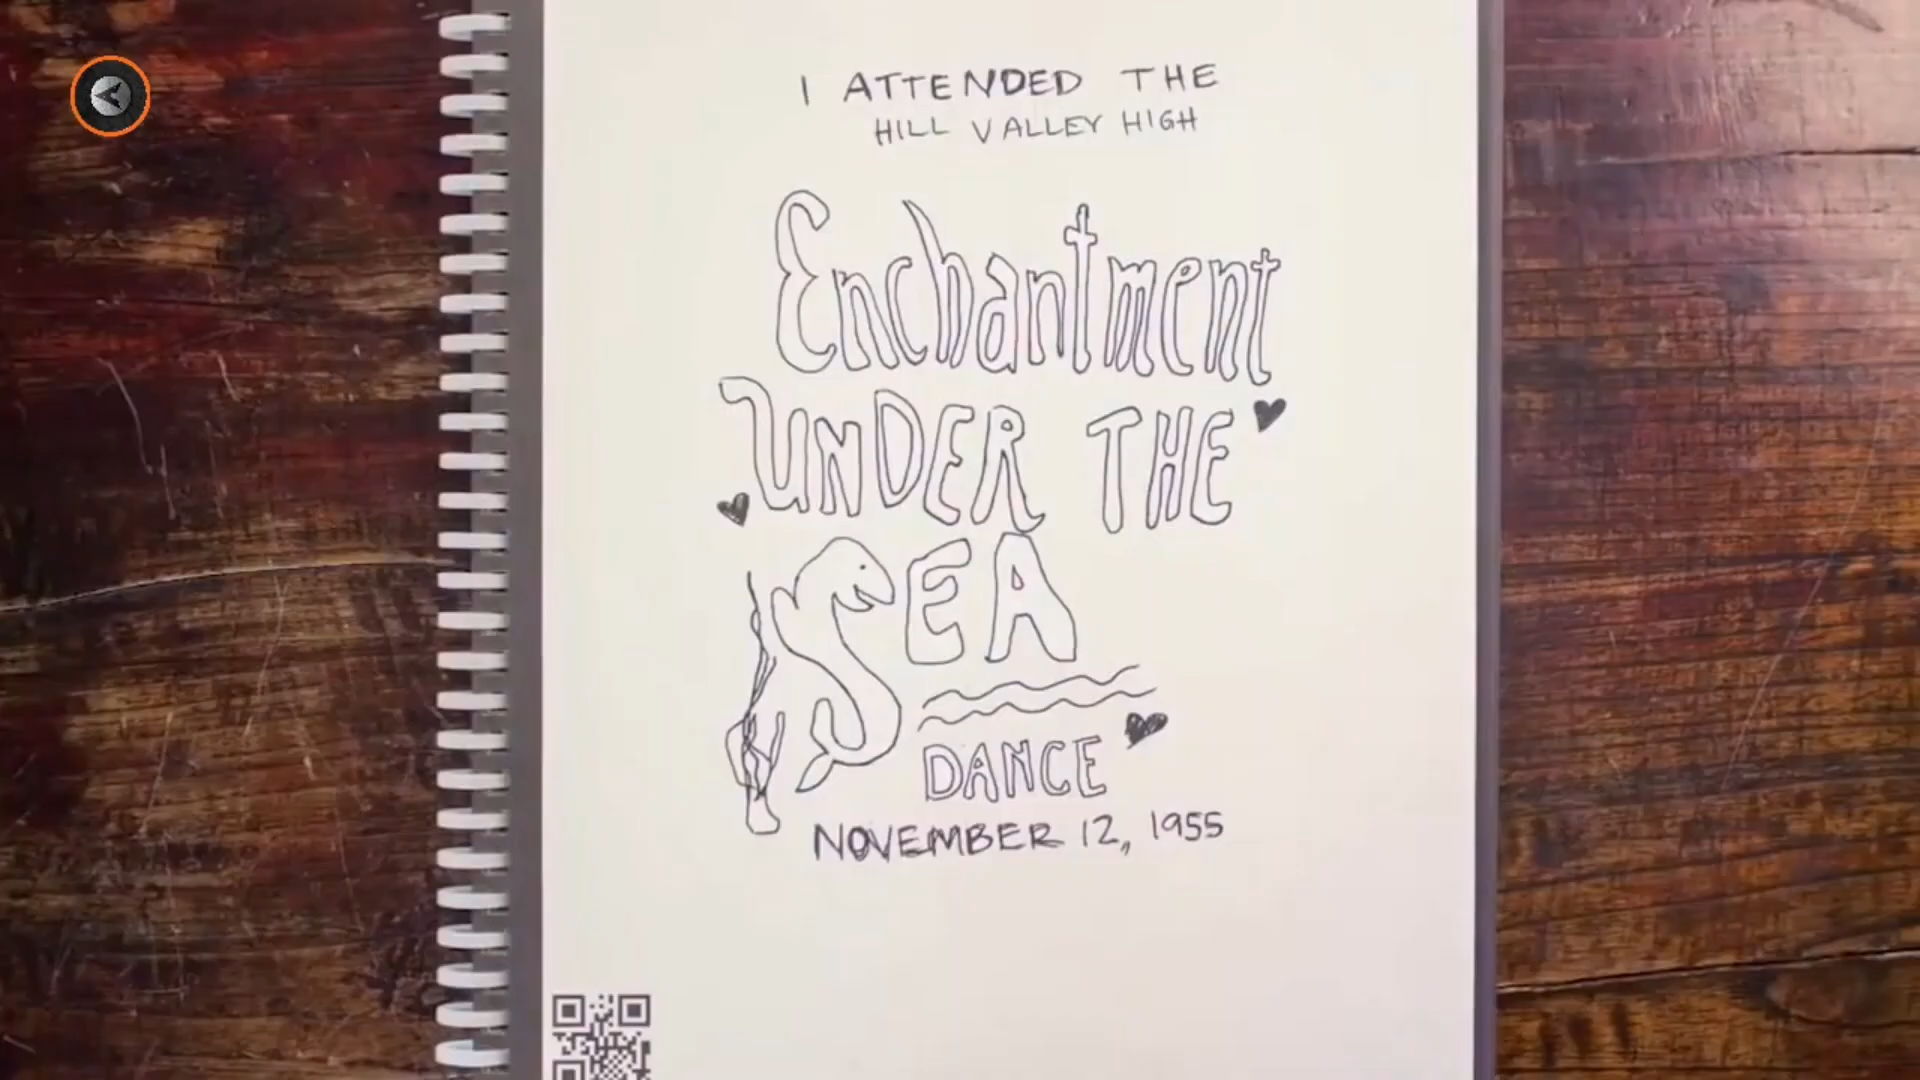 I ATTENDED THE
HILL VALLEY HIGH
Enchantment
UNDER THE
SEA
DANCE
NOVEMBER 12, 1955